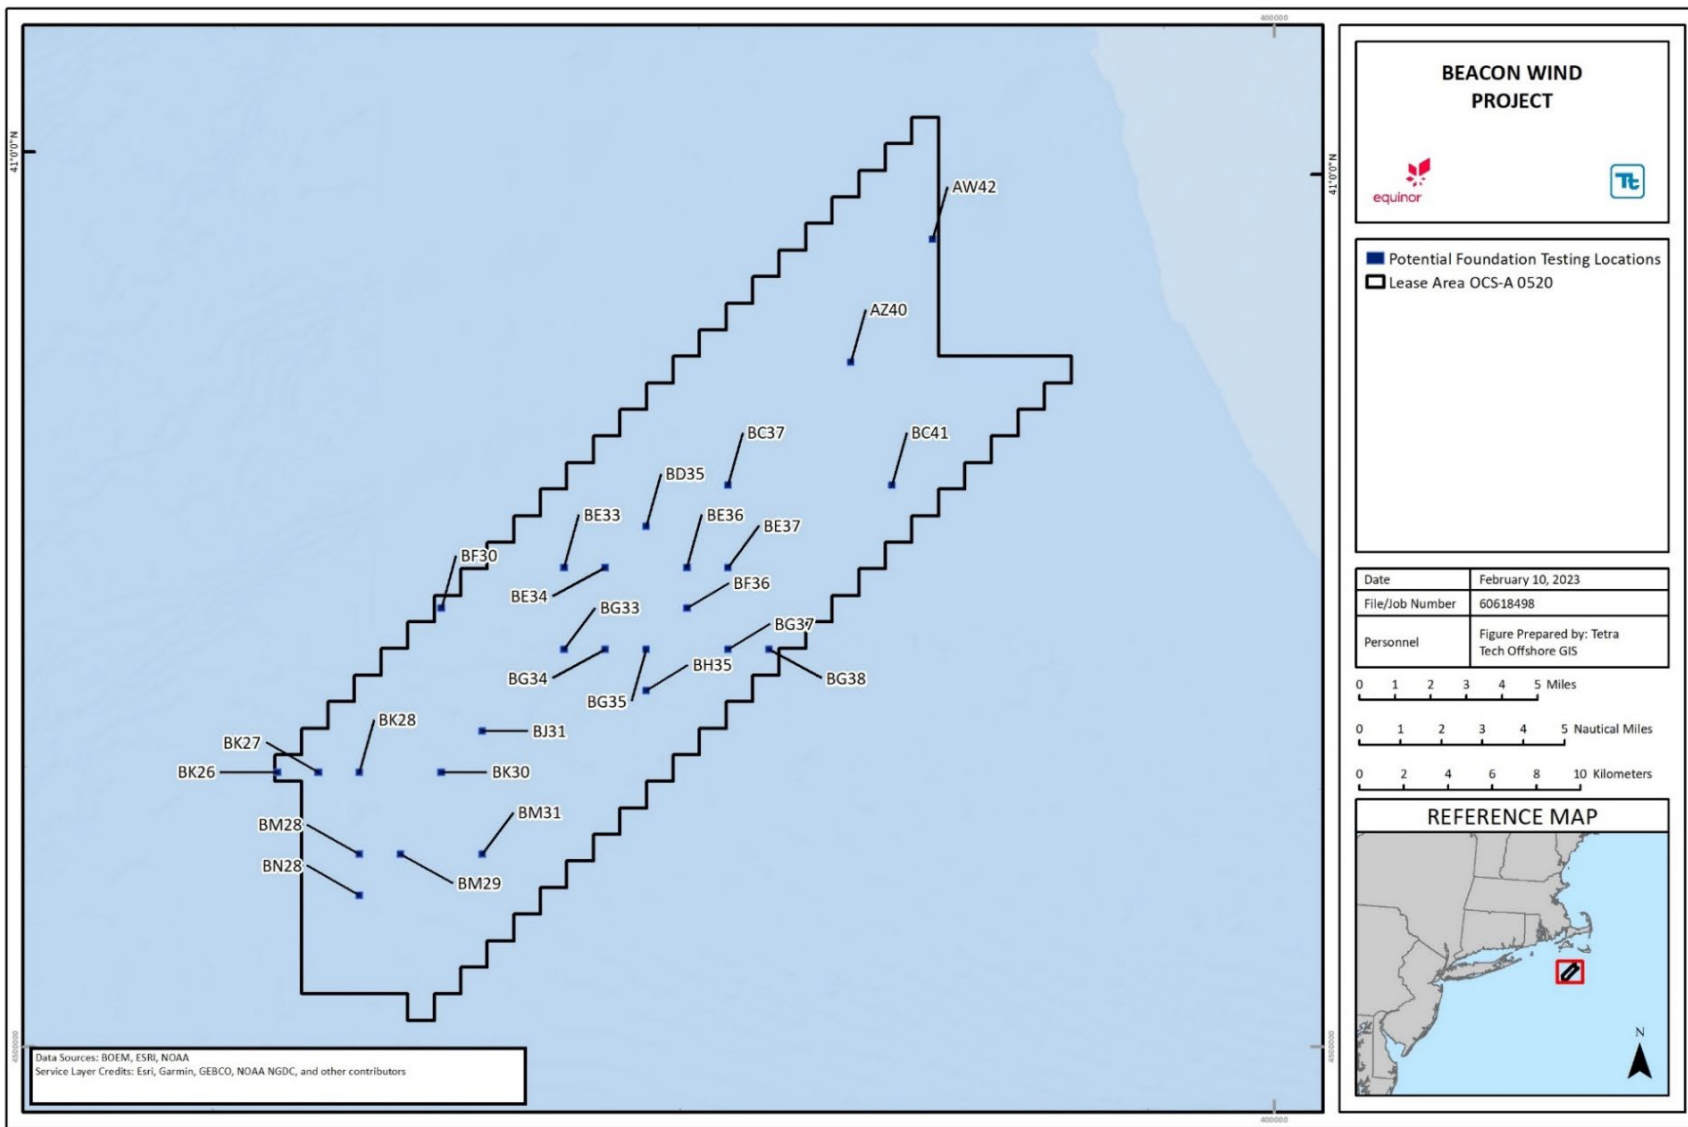 400000
41°0'0"N
41°0'0"N
AW42
AZ40
BC37
BC41
BD35
BE33
BE36
BE37
BF30
BE34
BF36
BG33
BG37
BG34
BH35
BG38
BG35
BK28
BJ31
BK27
BK26
BK30
BM31
BM28
BN28
BM29
4500000
4500000
400000
Data Sources: BOEM, ESRI, NOAA
Service Layer Credits: Esri, Garmin, GEBCO, NOAA NGDC, and other contributors
BEACON WIND
PROJECT
equinor
Tt
Potential Foundation Testing Locations
Lease Area OCS-A 0520
Date February 10, 2023
File/Job Number 60618498
Personnel Figure Prepared by: Tetra
Tech Offshore GIS
0 1 2 3 4 5 Miles
0 1 2 3 4 5 Nautical Miles
0 2 4 6 8 10 Kilometers
REFERENCE MAP
N